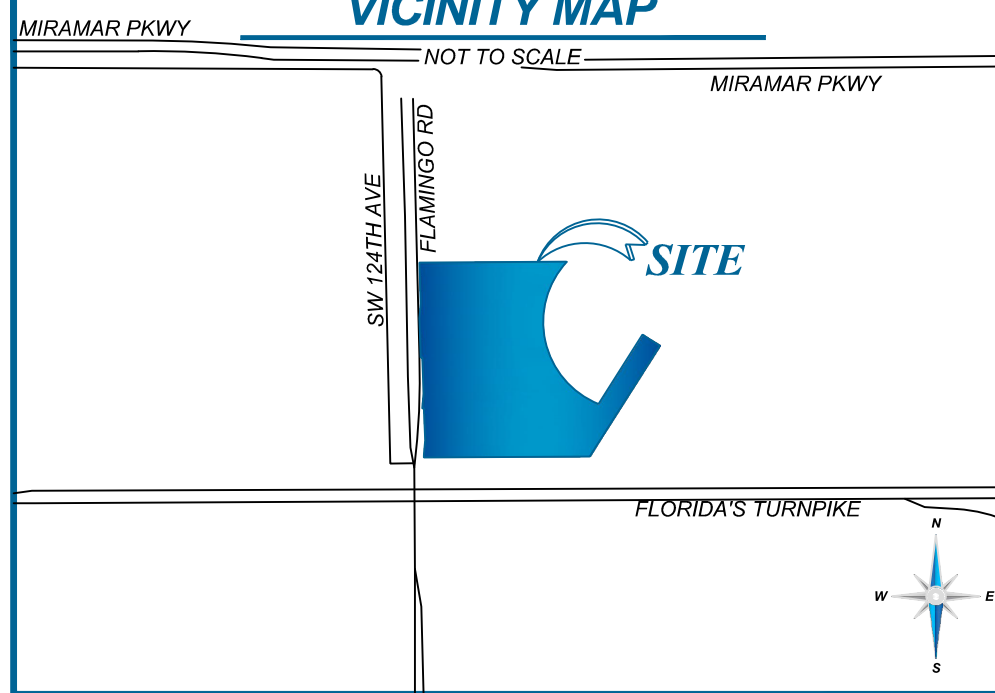 VICINITY MAP
MIRAMAR PKWY
NOT TO SCALE
MIRAMAR PKWY
FLAMINGO RD
SW 124TH AVE
SITE
FLORIDA'S TURNPIKE
N
W
E
S